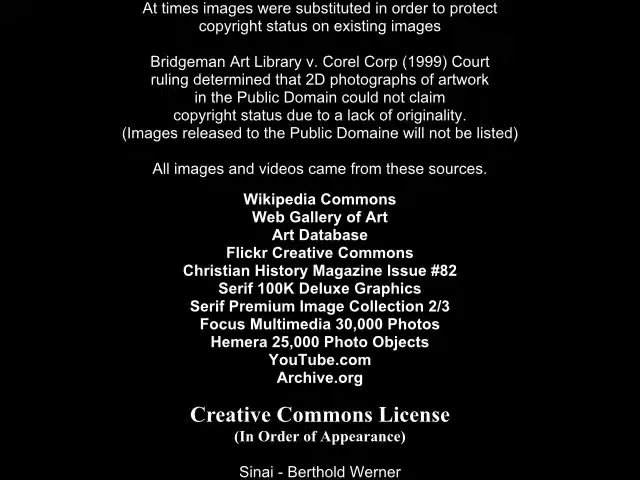 At times images were substituted in order to protect
copyright status on existing images
Bridgeman Art Library v. Corel Corp (1999) Court
ruling determined that 2D photographs of artwork
in the Public Domain could not claim
copyright status due to a lack of originality.
(Images released to the Public Domaine will not be listed)
All images and videos came from these sources.
Wikipedia Commons
Web Gallery of Art
Art Database
Flickr Creative Commons
Christian History Magazine Issue #82
Serif 100K Deluxe Graphics
Serif Premium Image Collection 2/3
Focus Multimedia 30,000 Photos
Hemera 25,000 Photo Objects
YouTube.com
Archive.org
Creative Commons License
(In Order of Appearance)
Sinai - Berthold Werner